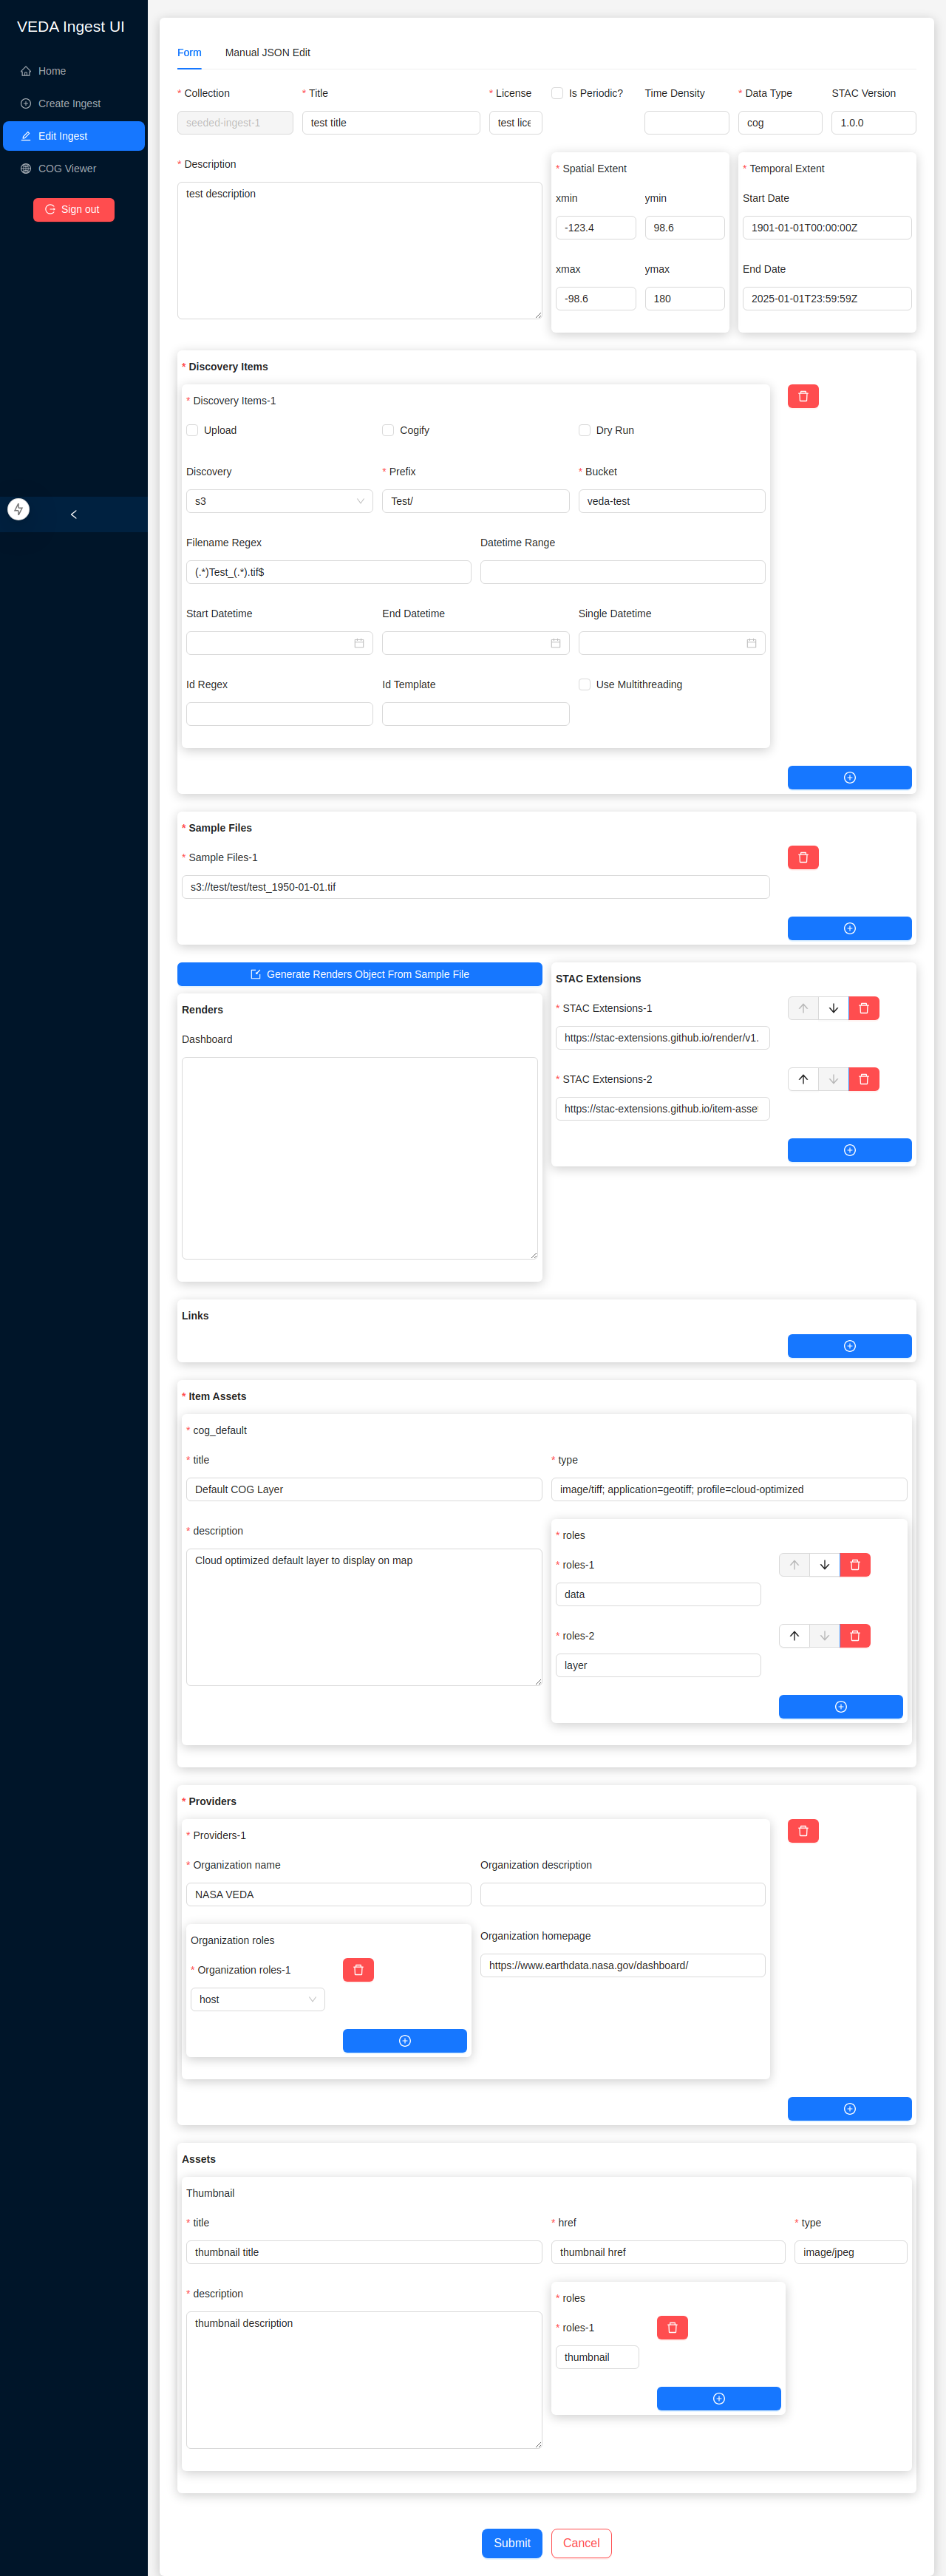 VEDA Ingest UI
Home
Create Ingest
Edit Ingest
COG Viewer
Sign out
Form
Manual JSON Edit
* Collection
* Title
* License
Is Periodic?
Time Density
* Data Type
STAC Version
seeded-ingest-1
test title
test lice
cog
1.0.0
* Description
test description
* Spatial Extent
xmin
ymin
-123.4
98.6
xmax
ymax
-98.6
180
* Temporal Extent
Start Date
1901-01-01T00:00:00Z
End Date
2025-01-01T23:59:59Z
* Discovery Items
* Discovery Items-1
Upload
Cogify
Dry Run
Discovery
* Prefix
* Bucket
s3
Test/
veda-test
Filename Regex
Datetime Range
(.*)Test_(.*).tif$
Start Datetime
End Datetime
Single Datetime
Id Regex
Id Template
Use Multithreading
* Sample Files
* Sample Files-1
s3://test/test/test_1950-01-01.tif
Generate Renders Object From Sample File
Renders
Dashboard
STAC Extensions
* STAC Extensions-1
https://stac-extensions.github.io/render/v1.
* STAC Extensions-2
https://stac-extensions.github.io/item-asse
Links
* Item Assets
* cog_default
* title
* type
Default COG Layer
image/tiff; application=geotiff; profile=cloud-optimized
* description
Cloud optimized default layer to display on map
* roles
* roles-1
data
* roles-2
layer
* Providers
* Providers-1
* Organization name
Organization description
NASA VEDA
Organization roles
* Organization roles-1
host
Organization homepage
https://www.earthdata.nasa.gov/dashboard/
Assets
Thumbnail
* title
* href
* type
thumbnail title
thumbnail href
image/jpeg
* description
thumbnail description
* roles
* roles-1
thumbnail
Submit
Cancel